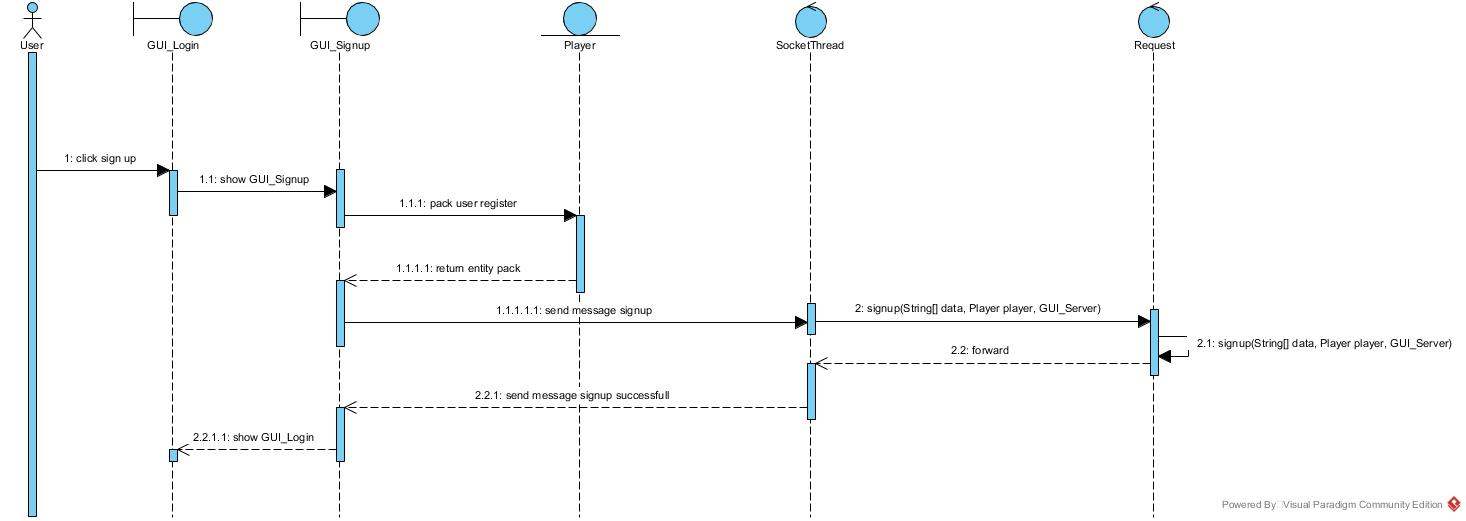 User
GUI_Login
GUI_Signup
Player
SocketThread
Request
1: click sign up
1.1: show GUI_Signup
1.1.1: pack user register
1.1.1.1: return entity pack
1.1.1.1.1: send message signup
2: signup(String[] data, Player player, GUI_Server)
2.1: signup(String[] data, Player player, GUI_Server)
2.2: forward
2.2.1: send message signup successfull
2.2.1.1: show GUI_Login
Powered By Visual Paradigm Community Edition